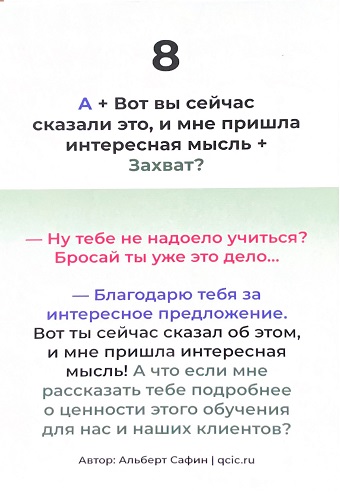 8
А + Вот вы сейчас
сказали это, и мне пришла
интересная мысль +
Захват?
— Ну тебе не надоело учиться?
Бросай ты уже это дело...
— Благодарю тебя за
интересное предложение.
Вот ты сейчас сказал об этом,
и мне пришла интересная
мысль! А что если мне
рассказать тебе подробнее
о ценности этого обучения
для нас и наших клиентов?
Автор: Альберт Сафин | qcic.ru